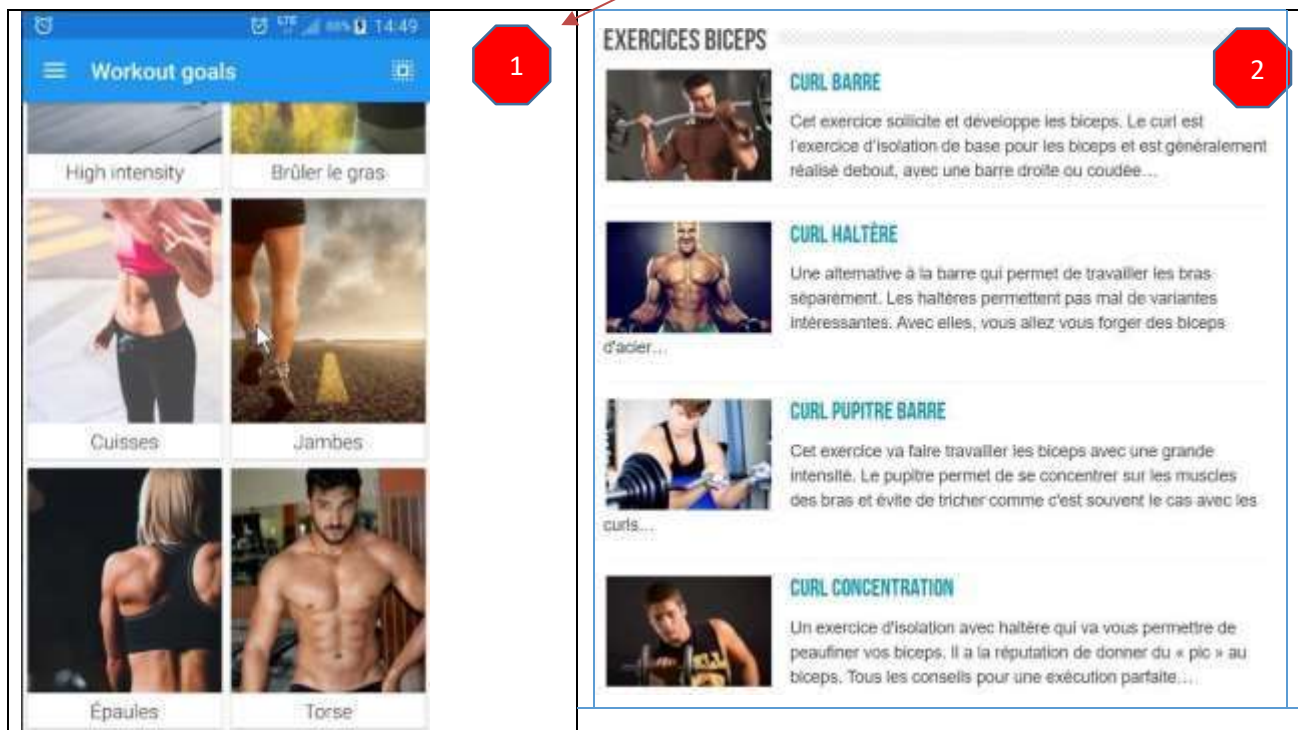 LTE 88% 14:49
Workout goals
1
High intensity
Brûler le gras
Cuisses
Jambes
Épaules
Torse
EXERCICES BICEPS
2
CURL BARRE
Cet exercice sollicite et développe les biceps. Le curl est
l'exercice d'isolation de base pour les biceps et est généralement
réalisé debout, avec une barre droite ou coudée…
CURL HALTÈRE
Une alternative à la barre qui permet de travailler les bras
séparément. Les haltères permettent pas mal de variantes
intéressantes. Avec elles, vous allez vous forger des biceps
d'acier…
CURL PUPITRE BARRE
Cet exercice va faire travailler les biceps avec une grande
intensité. Le pupitre permet de se concentrer sur les muscles
des bras et évite de tricher comme c'est souvent le cas avec les
curls…
CURL CONCENTRATION
Un exercice d'isolation avec haltère qui va vous permettre de
peaufiner vos biceps. Il a la réputation de donner du « pic » au
biceps. Tous les conseils pour une exécution parfaite….